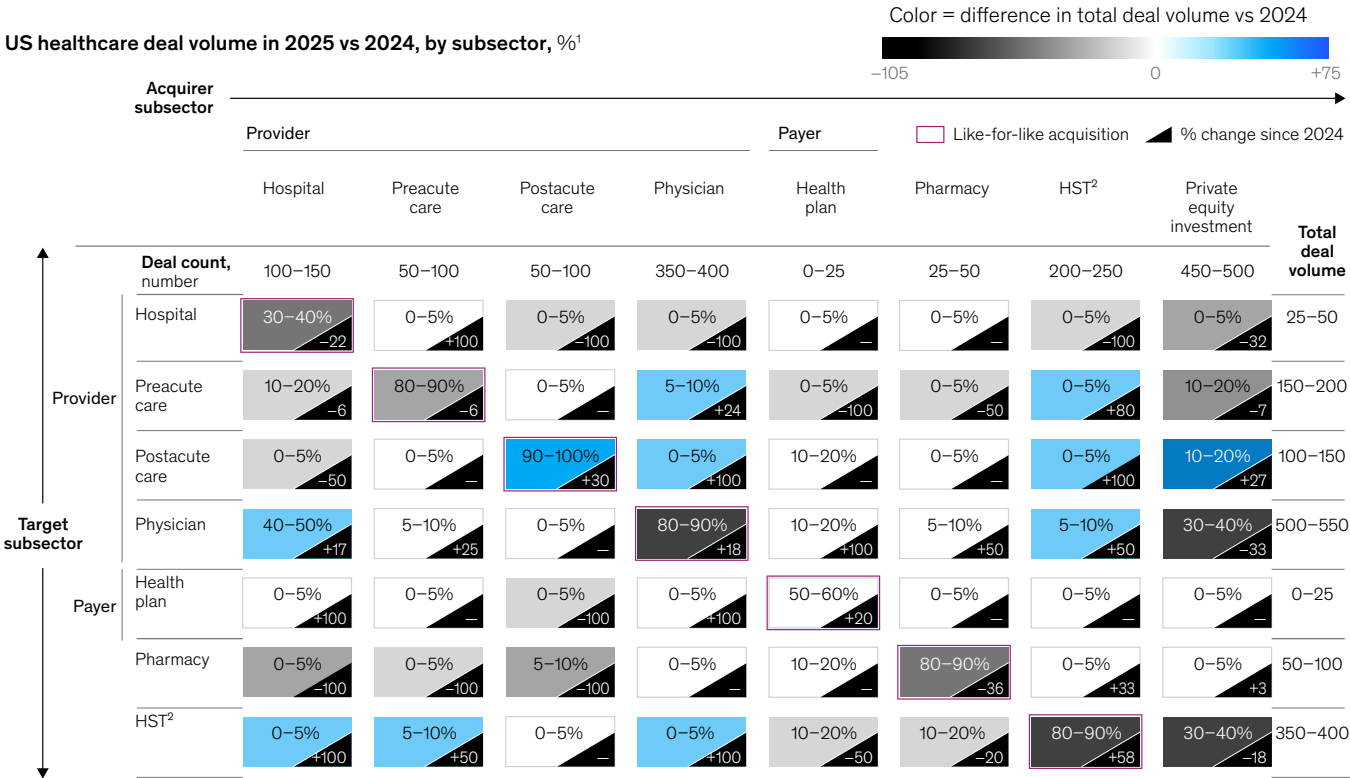 Color = difference in total deal volume vs 2024
US healthcare deal volume in 2025 vs 2024, by subsector, %¹
–105 0 +75
Acquirer
subsector
Provider Payer Like-for-like acquisition % change since 2024
Hospital Preacute
care Postacute
care Physician Health
plan Pharmacy HST² Private
equity
investment Total
deal
volume
Deal count,
number 100–150 50–100 50–100 350–400 0–25 25–50 200–250 450–500
Target
subsector
Provider
Hospital 30–40% 0–5% 0–5% 0–5% 0–5% 0–5% 0–5% 0–5% 25–50
–22 +100 –100 –100 — — –100 –32
Preacute
care 10–20% 80–90% 0–5% 5–10% 0–5% 0–5% 0–5% 10–20% 150–200
–6 –6 — +24 –100 –50 +80 –7
Postacute
care 0–5% 0–5% 90–100% 0–5% 10–20% 0–5% 0–5% 10–20% 100–150
–50 — +30 +100 — — +100 +27
Physician 40–50% 5–10% 0–5% 80–90% 10–20% 5–10% 5–10% 30–40% 500–550
+17 +25 — +18 +100 +50 +50 –33
Payer
Health
plan 0–5% 0–5% 0–5% 0–5% 50–60% 0–5% 0–5% 0–5% 0–25
+100 — –100 +100 +20 — — —
Pharmacy 0–5% 0–5% 5–10% 0–5% 10–20% 80–90% 0–5% 0–5% 50–100
–100 –100 –100 — — –36 +33 +3
HST² 0–5% 5–10% 0–5% 0–5% 10–20% 10–20% 80–90% 30–40% 350–400
+100 +50 — +100 –50 –20 +58 –18